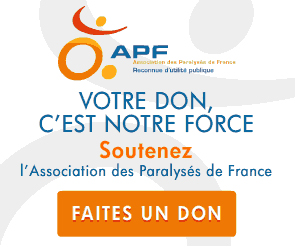 APF
Association des Paralysés de France
Reconnue d'utilité publique
VOTRE DON,
C'EST NOTRE FORCE
Soutenez
l'Association des Paralysés de France
FAITES UN DON